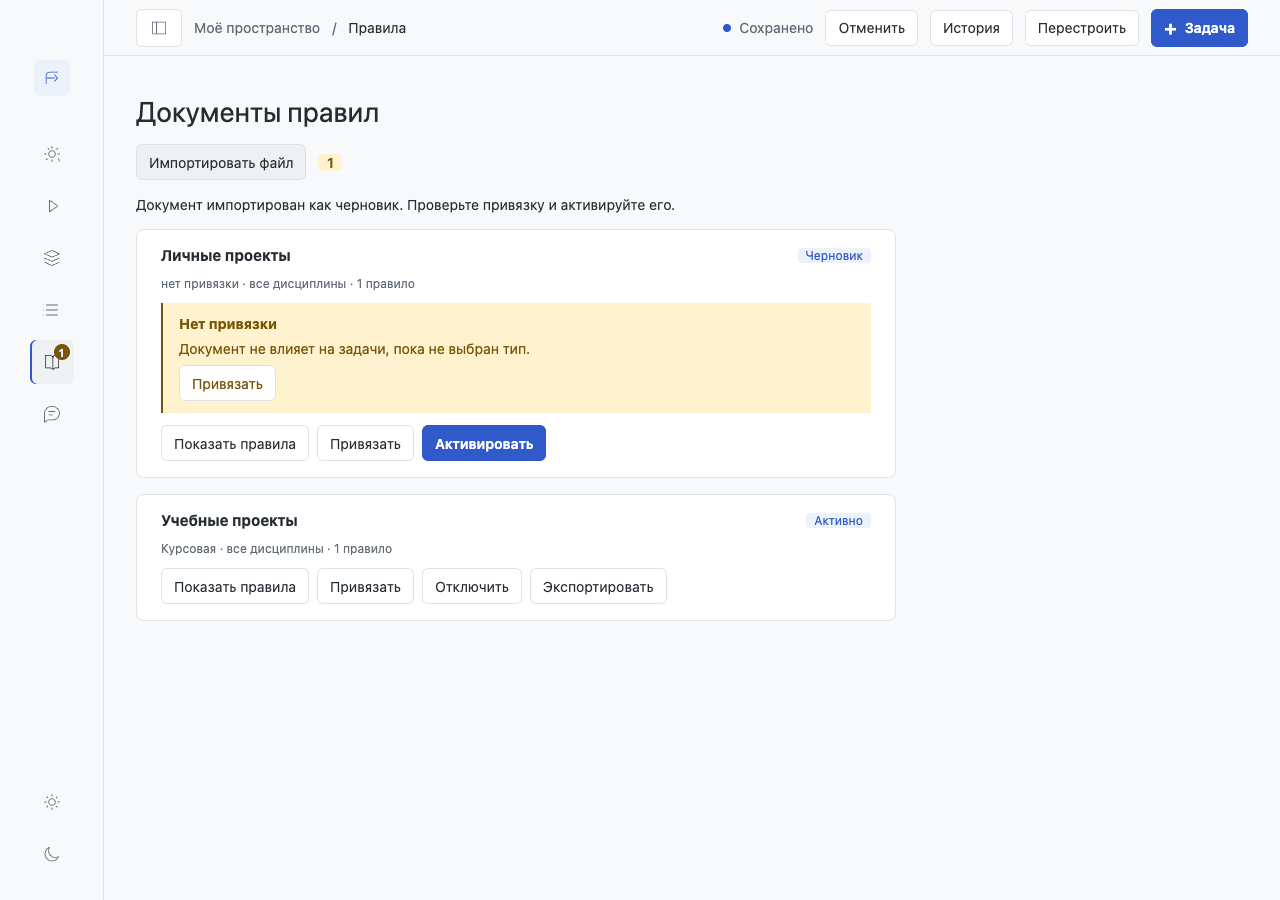 Моё пространство / Правила
Сохранено
Отменить
История
Перестроить
+ Задача
Документы правил
Импортировать файл
1
Документ импортирован как черновик. Проверьте привязку и активируйте его.
Личные проекты
Черновик
нет привязки · все дисциплины · 1 правило
Нет привязки
Документ не влияет на задачи, пока не выбран тип.
Привязать
Показать правила
Привязать
Активировать
Учебные проекты
Активно
Курсовая · все дисциплины · 1 правило
Показать правила
Привязать
Отключить
Экспортировать
1